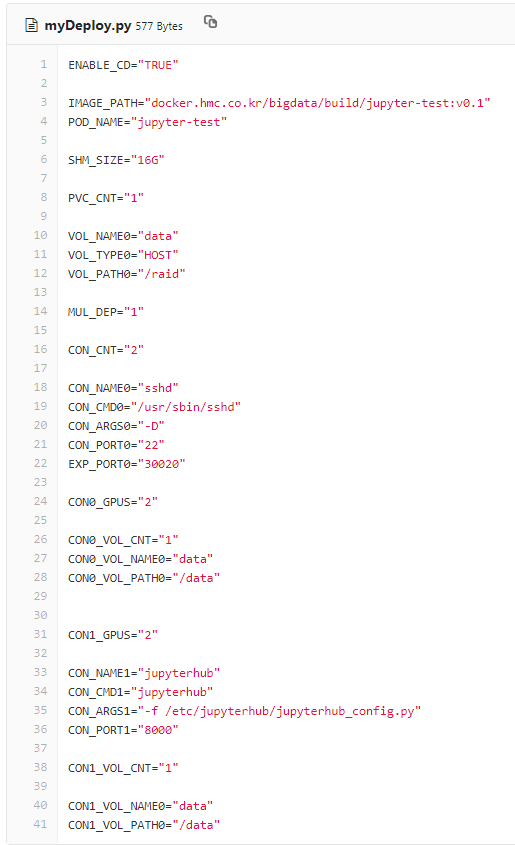 myDeploy.py 577 Bytes
1 ENABLE_CD="TRUE"
2
3 IMAGE_PATH="docker.hmc.co.kr/bigdata/build/jupyter-test:v0.1"
4 POD_NAME="jupyter-test"
5
6 SHM_SIZE="16G"
7
8 PVC_CNT="1"
9
10 VOL_NAME0="data"
11 VOL_TYPE0="HOST"
12 VOL_PATH0="/raid"
13
14 MUL_DEP="1"
15
16 CON_CNT="2"
17
18 CON_NAME0="sshd"
19 CON_CMD0="/usr/sbin/sshd"
20 CON_ARGS0="-D"
21 CON_PORT0="22"
22 EXP_PORT0="30020"
23
24 CON0_GPUS="2"
25
26 CON0_VOL_CNT="1"
27 CON0_VOL_NAME0="data"
28 CON0_VOL_PATH0="/data"
29
30
31 CON1_GPUS="2"
32
33 CON_NAME1="jupyterhub"
34 CON_CMD1="jupyterhub"
35 CON_ARGS1="-f /etc/jupyterhub/jupyterhub_config.py"
36 CON_PORT1="8000"
37
38 CON1_VOL_CNT="1"
39
40 CON1_VOL_NAME0="data"
41 CON1_VOL_PATH0="/data"